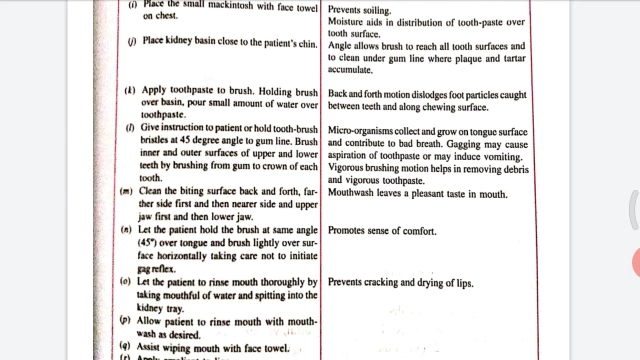 (i) Place the small mackintosh with face towel
on chest.
(j) Place kidney basin close to the patient's chin.
(k) Apply toothpaste to brush. Holding brush
over basin, pour small amount of water over
toothpaste.
(l) Give instruction to patient or hold tooth-brush
bristles at 45 degree angle to gum line. Brush
inner and outer surfaces of upper and lower
teeth by brushing from gum to crown of each
tooth.
(m) Clean the biting surface back and forth, far-
ther side first and then nearer side and upper
jaw first and then lower jaw.
(n) Let the patient hold the brush at same angle
(45°) over tongue and brush lightly over sur-
face horizontally taking care not to initiate
gag reflex.
(o) Let the patient to rinse mouth thoroughly by
taking mouthful of water and spitting into the
kidney tray.
(p) Allow patient to rinse mouth with mouth-
wash as desired.
(q) Assist wiping mouth with face towel.
Prevents soiling.
Moisture aids in distribution of tooth-paste over
tooth surface.
Angle allows brush to reach all tooth surfaces and
to clean under gum line where plaque and tartar
accumulate.
Back and forth motion dislodges foot particles caught
between teeth and along chewing surface.
Micro-organisms collect and grow on tongue surface
and contribute to bad breath. Gagging may cause
aspiration of toothpaste or may induce vomiting.
Vigorous brushing motion helps in removing debris
and vigorous toothpaste.
Mouthwash leaves a pleasant taste in mouth.
Promotes sense of comfort.
Prevents cracking and drying of lips.